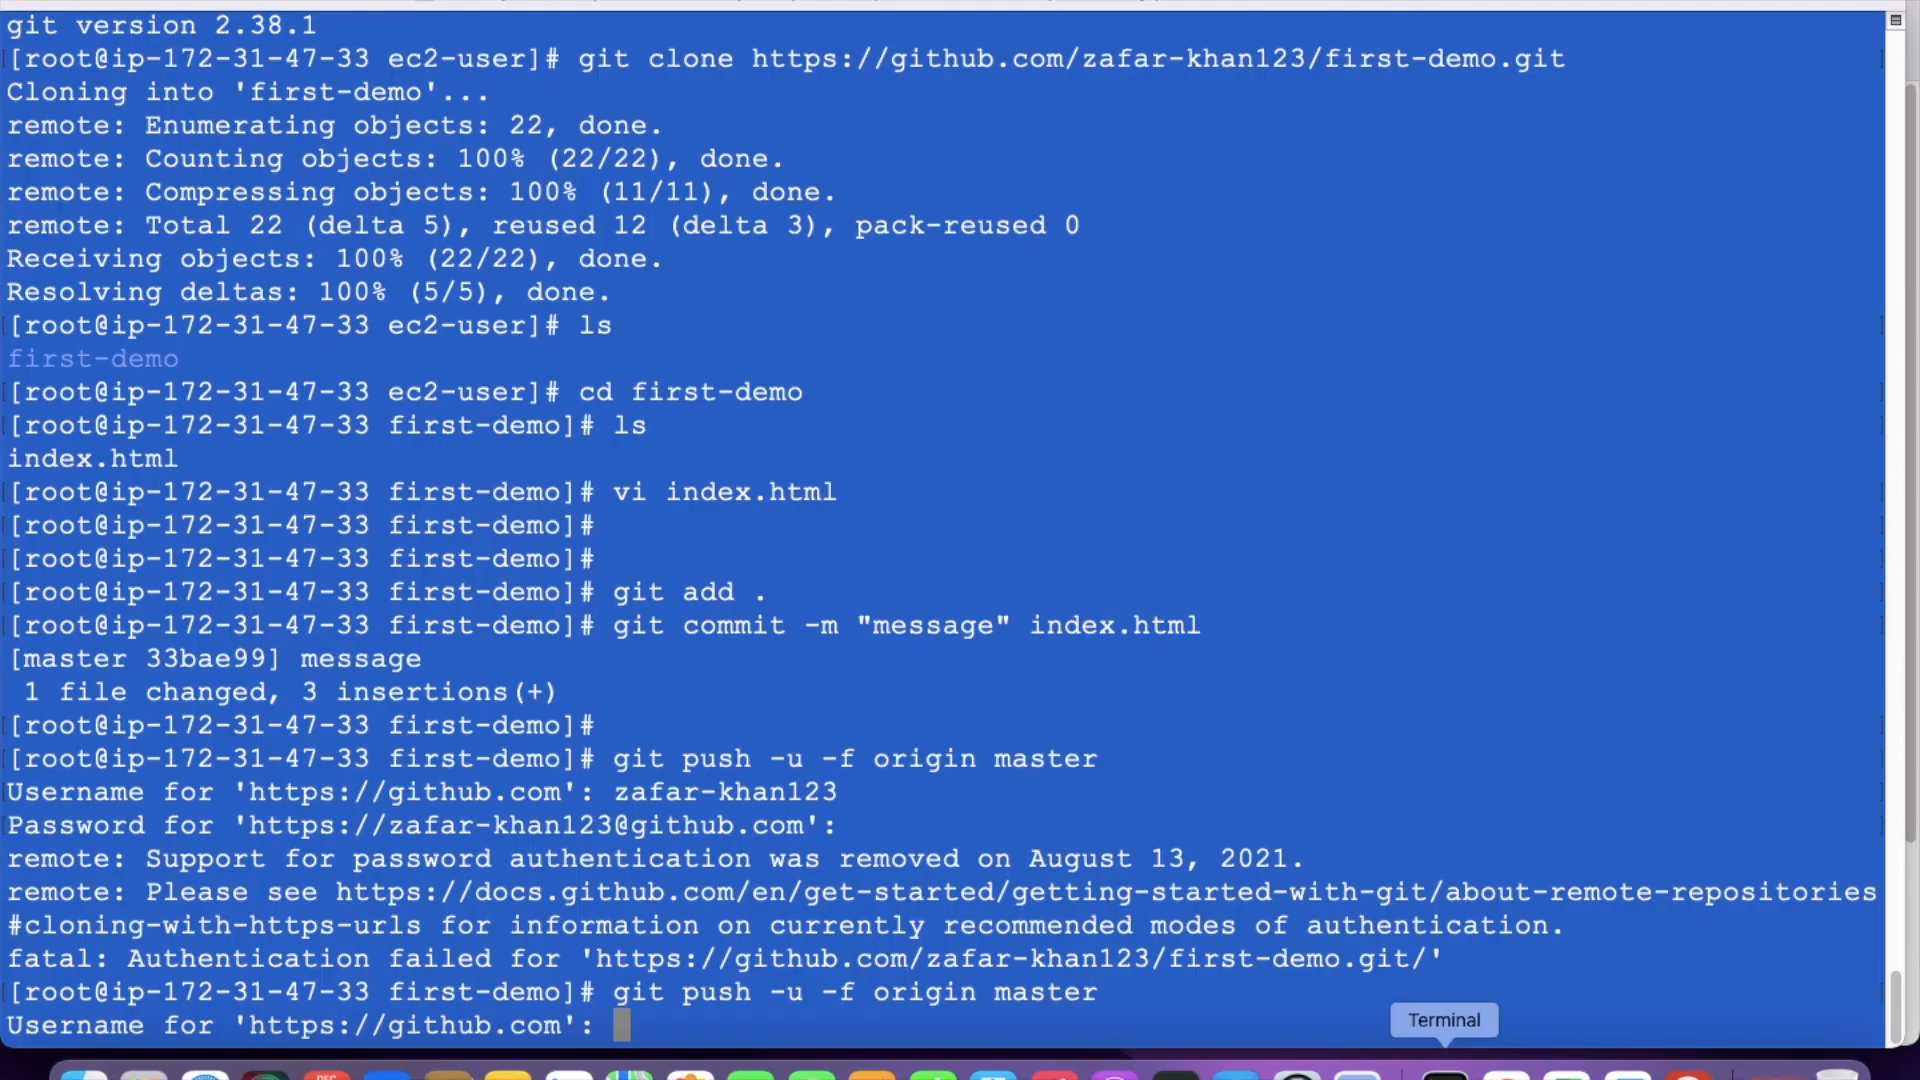 git version 2.38.1
[root@ip-172-31-47-33 ec2-user]# git clone https://github.com/zafar-khan123/first-demo.git
Cloning into 'first-demo'...
remote: Enumerating objects: 22, done.
remote: Counting objects: 100% (22/22), done.
remote: Compressing objects: 100% (11/11), done.
remote: Total 22 (delta 5), reused 12 (delta 3), pack-reused 0
Receiving objects: 100% (22/22), done.
Resolving deltas: 100% (5/5), done.
[root@ip-172-31-47-33 ec2-user]# ls
first-demo
[root@ip-172-31-47-33 ec2-user]# cd first-demo
[root@ip-172-31-47-33 first-demo]# ls
index.html
[root@ip-172-31-47-33 first-demo]# vi index.html
[root@ip-172-31-47-33 first-demo]#
[root@ip-172-31-47-33 first-demo]#
[root@ip-172-31-47-33 first-demo]# git add .
[root@ip-172-31-47-33 first-demo]# git commit -m "message" index.html
[master 33bae99] message
 1 file changed, 3 insertions(+)
[root@ip-172-31-47-33 first-demo]#
[root@ip-172-31-47-33 first-demo]# git push -u -f origin master
Username for 'https://github.com': zafar-khan123
Password for 'https://zafar-khan123@github.com':
remote: Support for password authentication was removed on August 13, 2021.
remote: Please see https://docs.github.com/en/get-started/getting-started-with-git/about-remote-repositories
#cloning-with-https-urls for information on currently recommended modes of authentication.
fatal: Authentication failed for 'https://github.com/zafar-khan123/first-demo.git/'
[root@ip-172-31-47-33 first-demo]# git push -u -f origin master
Username for 'https://github.com':
Terminal